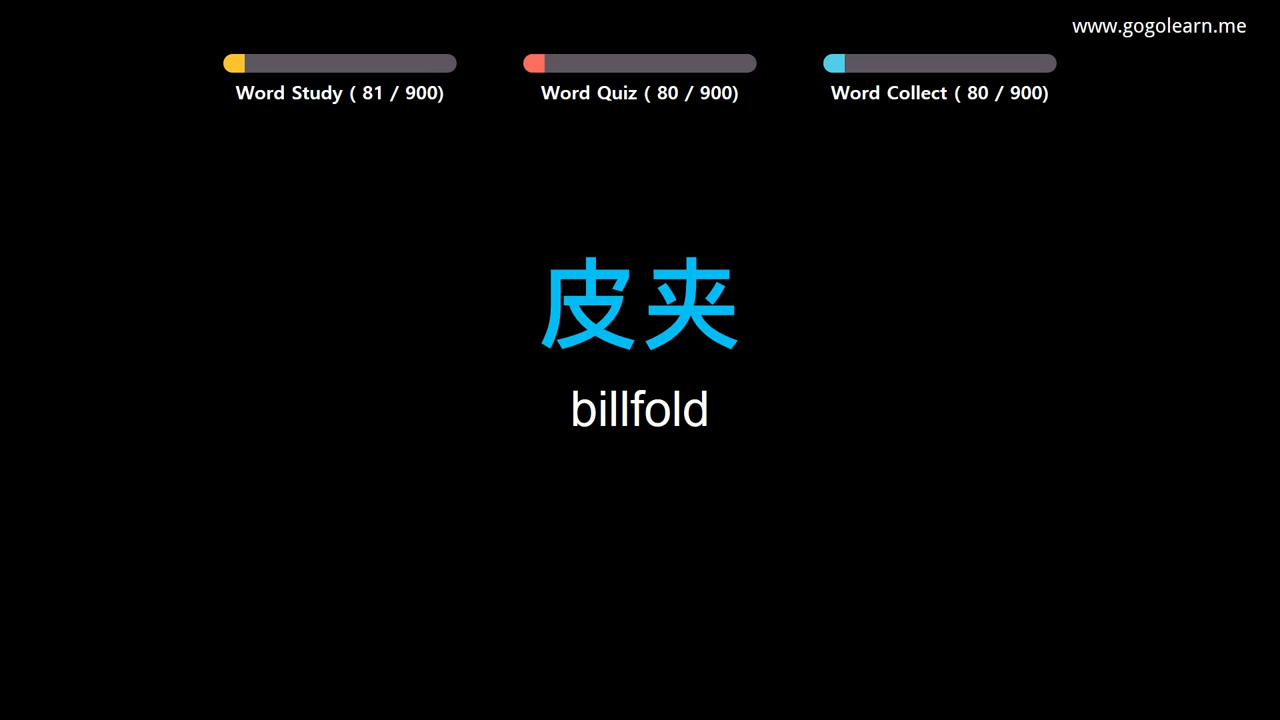 www.gogolearn.me
Word Study ( 81 / 900)
Word Quiz ( 80 / 900)
Word Collect ( 80 / 900)
皮夹
billfold